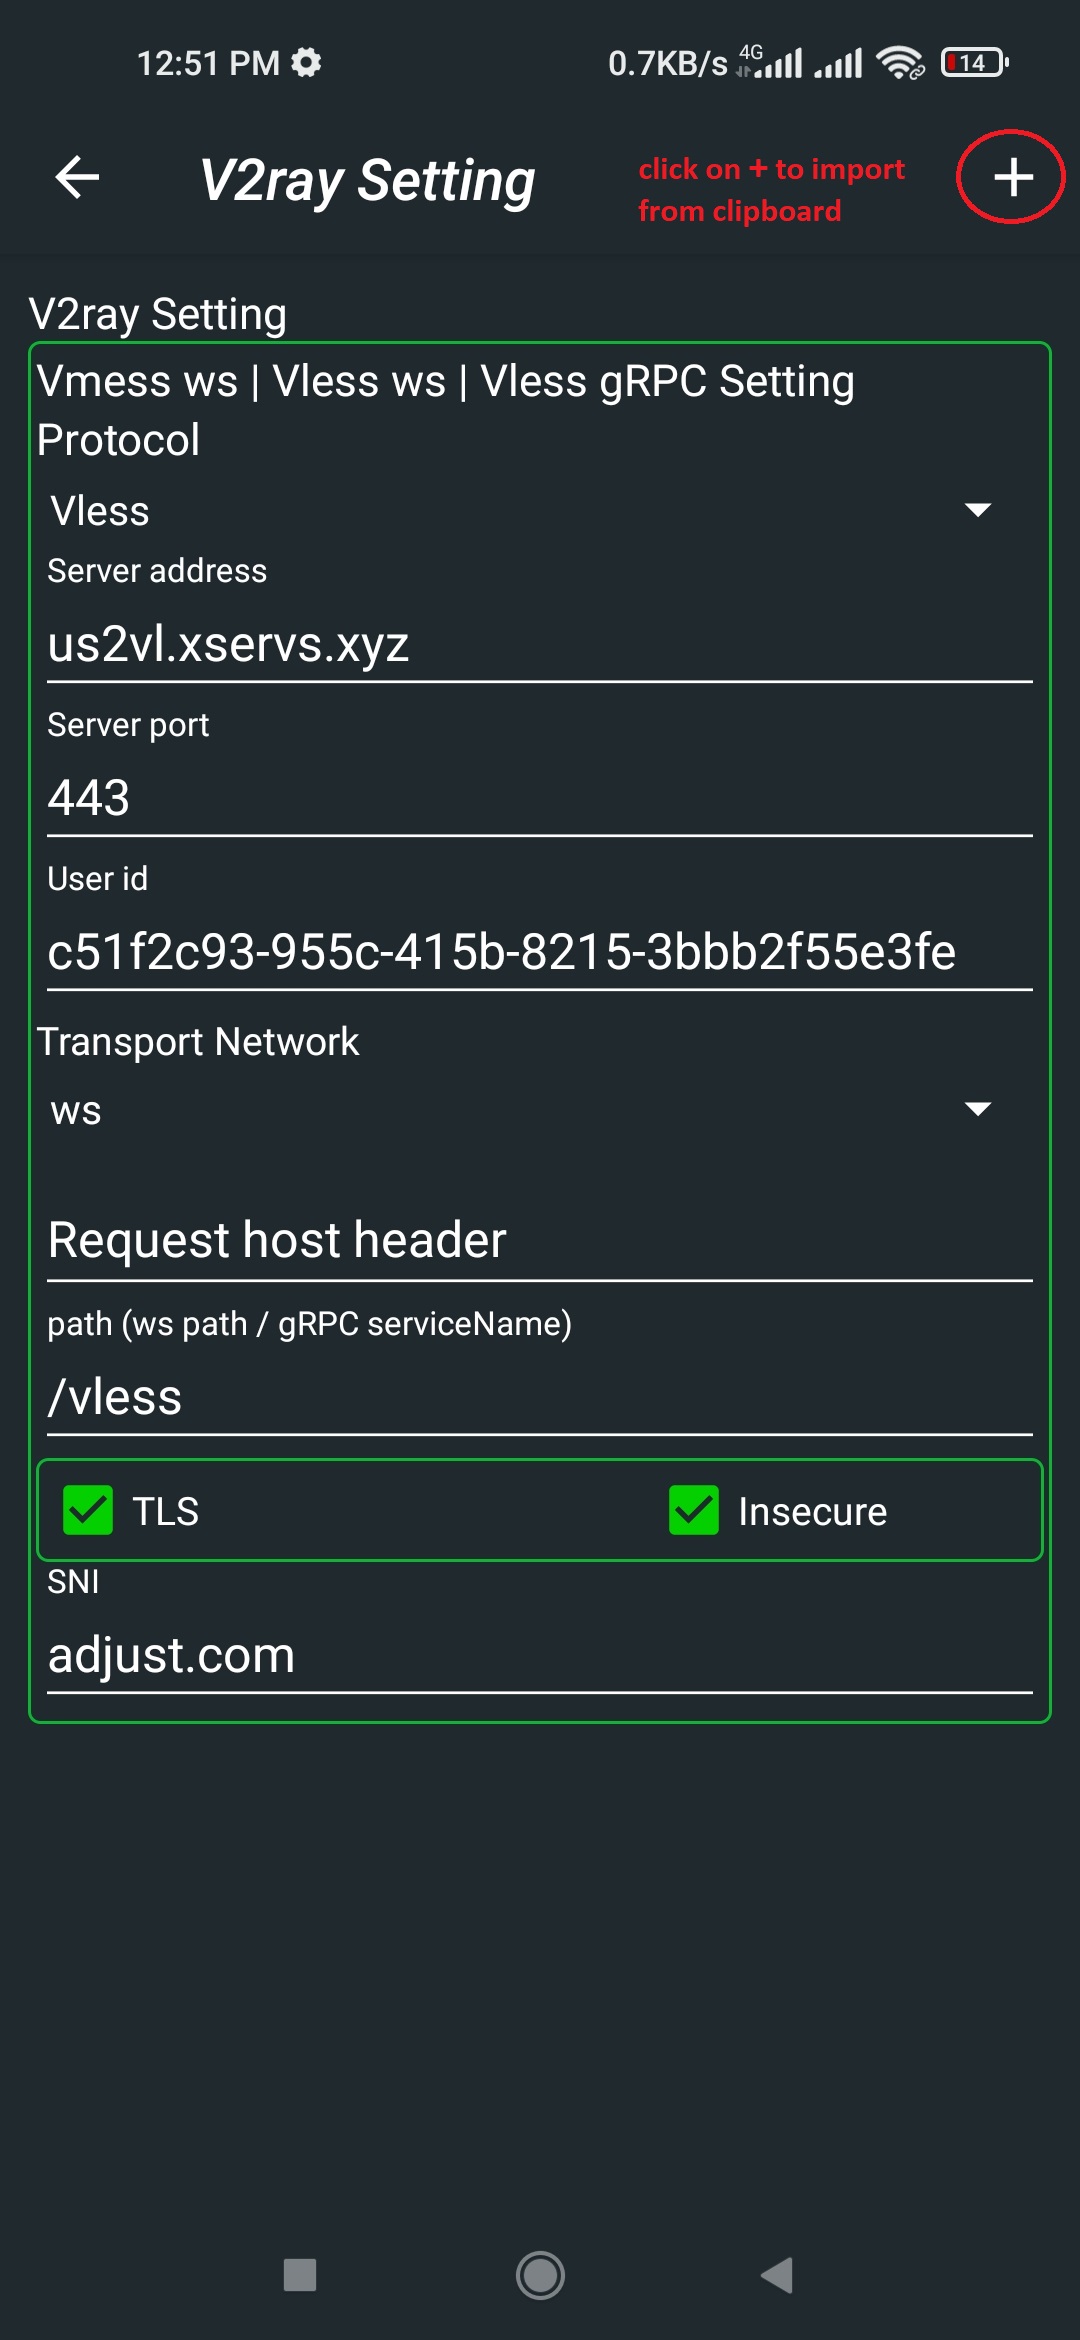 12:51 PM 0.7KB/s 4G 14
V2ray Setting
click on + to import
from clipboard
V2ray Setting
Vmess ws | Vless ws | Vless gRPC Setting
Protocol
Vless
Server address
us2vl.xservs.xyz
Server port
443
User id
c51f2c93-955c-415b-8215-3bbb2f55e3fe
Transport Network
ws
Request host header
path (ws path / gRPC serviceName)
/vless
TLS Insecure
SNI
adjust.com